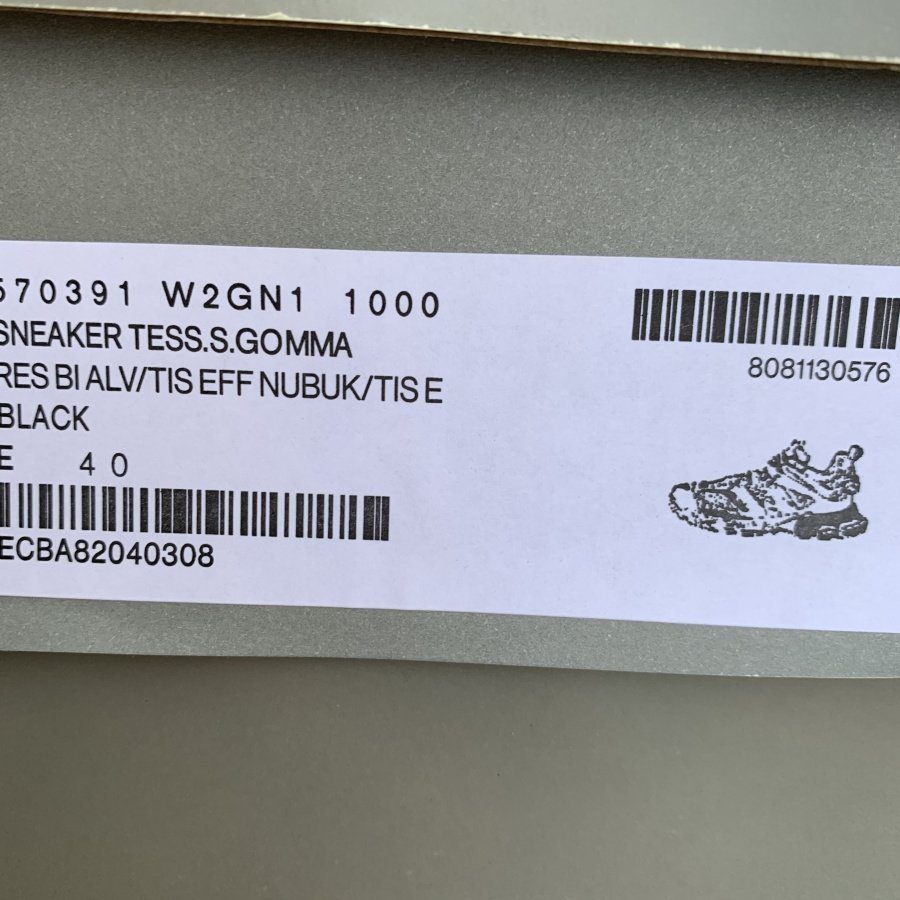 570391 W2GN1 1000
SNEAKER TESS.S.GOMMA
RES BI ALV/TIS EFF NUBUK/TIS E
BLACK
E 40
ECBA82040308
8081130576